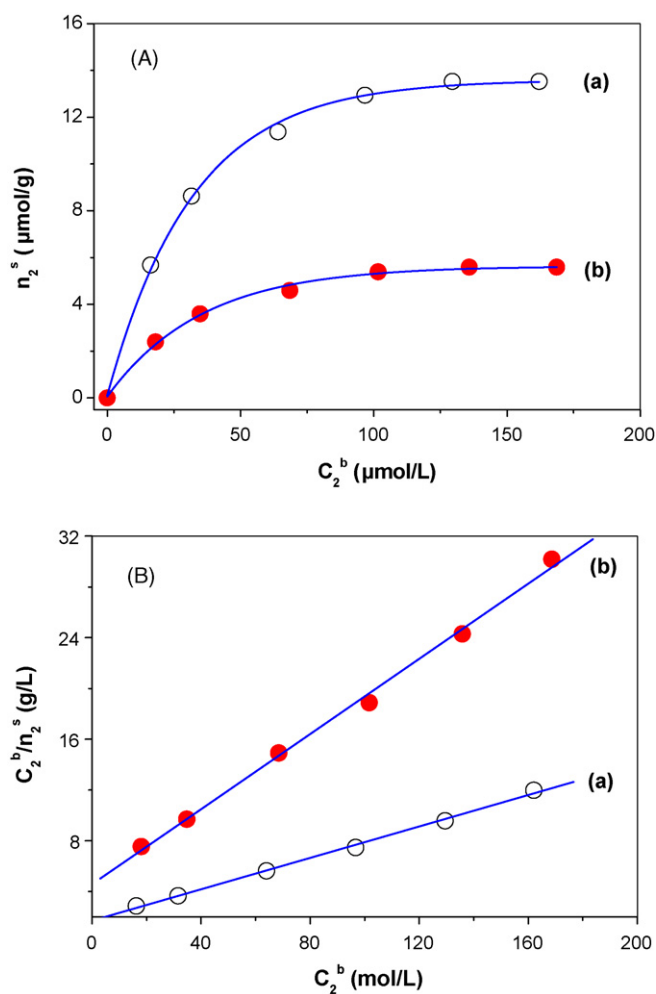 (A)
(a)
(b)
16
12
8
4
0
n₂ˢ (μmol/g)
0 50 100 150 200
C₂ᵇ (μmol/L)
(B)
(b)
(a)
32
24
16
8
C₂ᵇ/n₂ˢ (g/L)
0 40 80 120 160 200
C₂ᵇ (mol/L)